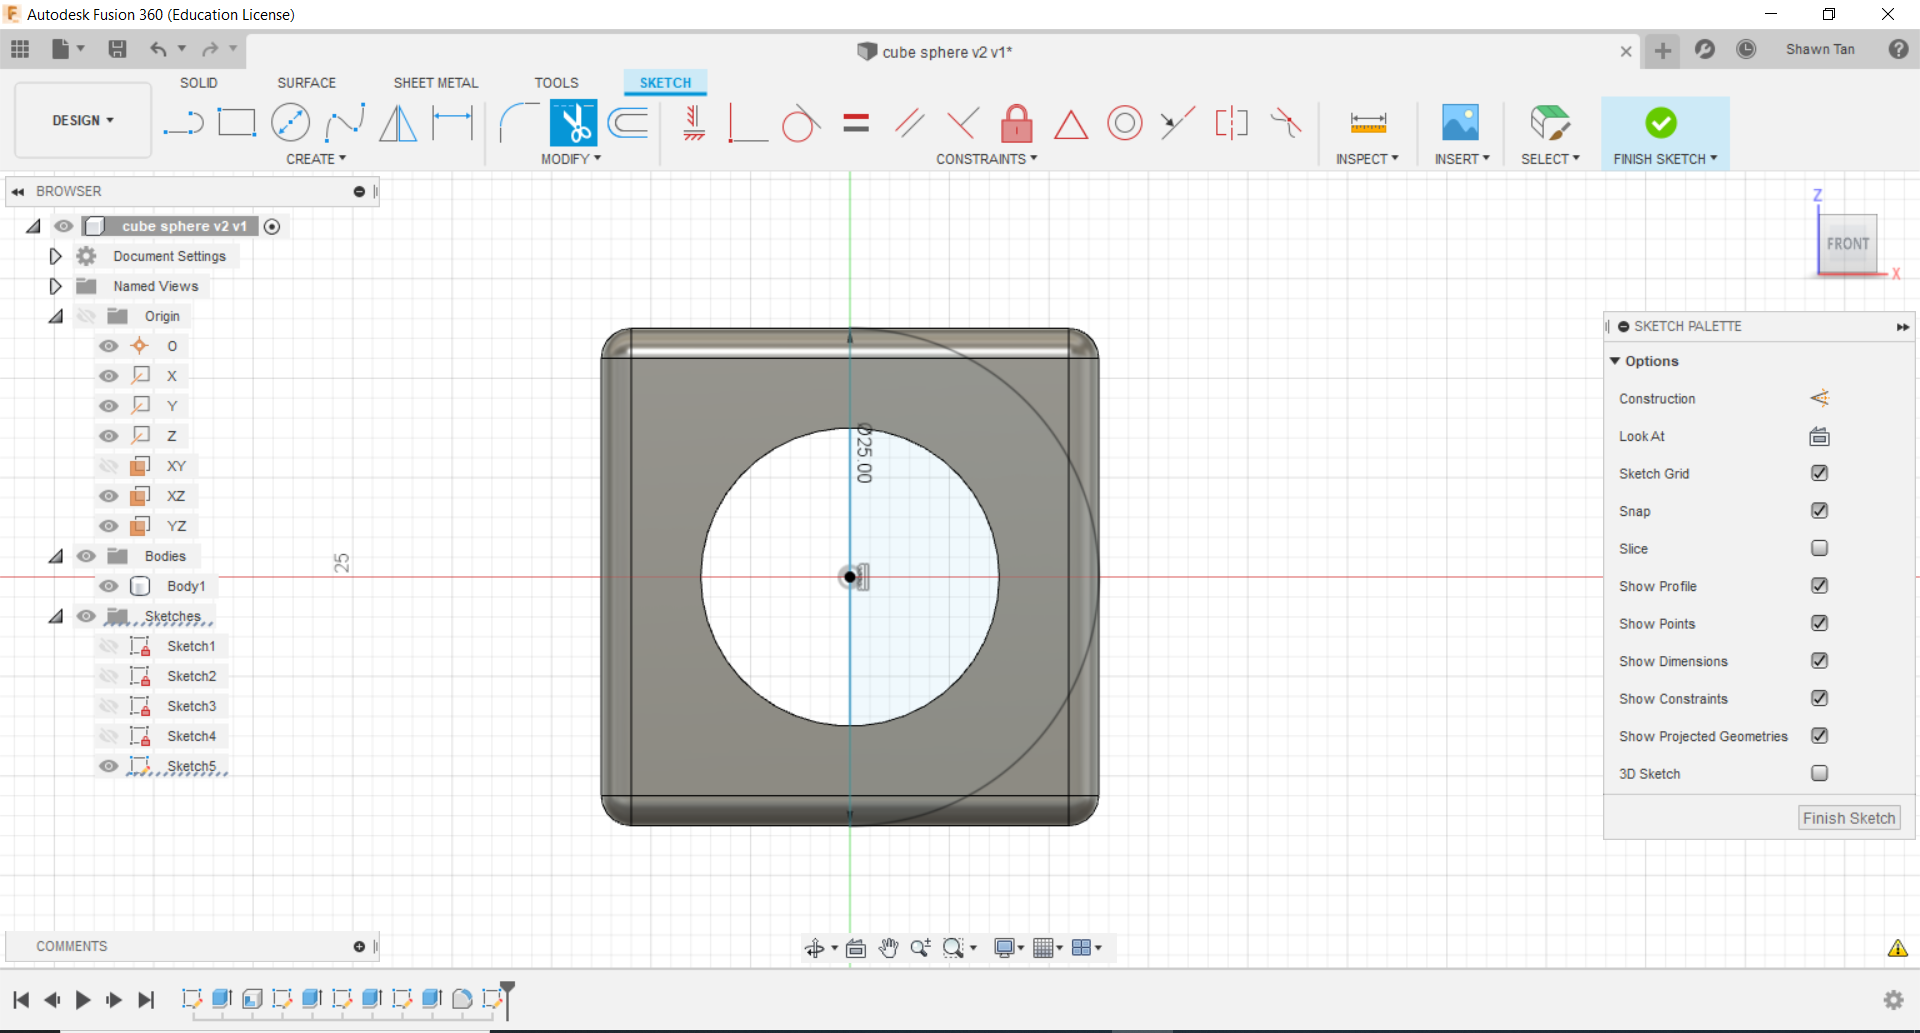 Autodesk Fusion 360 (Education License)
cube sphere v2 v1*
Shawn Tan
SOLID
SURFACE
SHEET METAL
TOOLS
SKETCH
DESIGN
CREATE
MODIFY
CONSTRAINTS
INSPECT
INSERT
SELECT
FINISH SKETCH
BROWSER
cube sphere v2 v1
Document Settings
Named Views
Origin
O
X
Y
Z
XY
XZ
YZ
Bodies
Body1
Sketches
Sketch1
Sketch2
Sketch3
Sketch4
Sketch5
25
Ø25.00
Z
FRONT
X
SKETCH PALETTE
Options
Construction
Look At
Sketch Grid
Snap
Slice
Show Profile
Show Points
Show Dimensions
Show Constraints
Show Projected Geometries
3D Sketch
Finish Sketch
COMMENTS